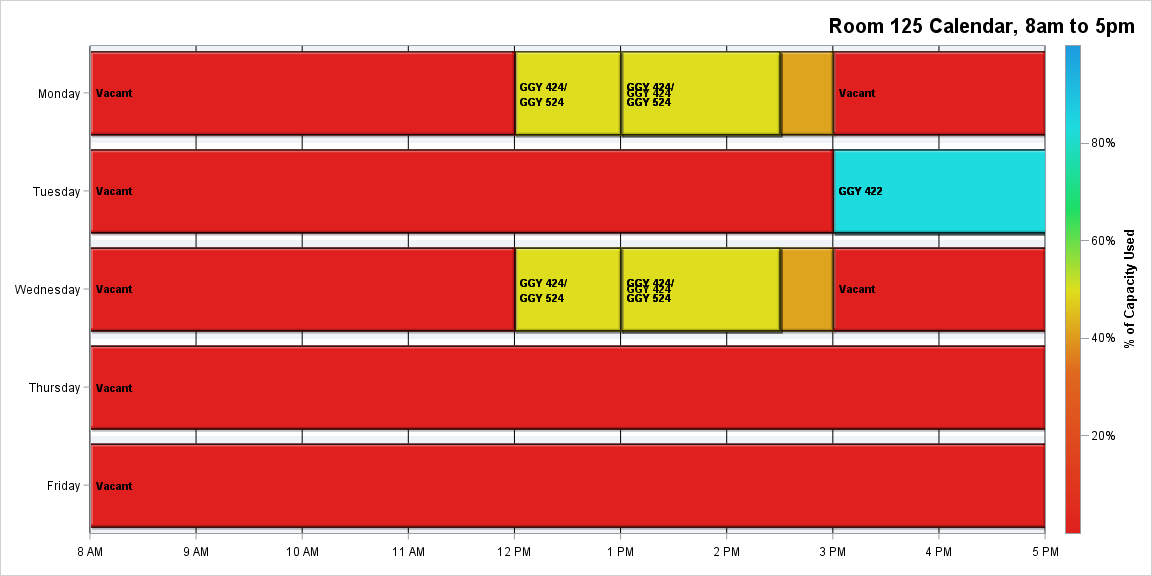 Room 125 Calendar, 8am to 5pm
Monday
Vacant
GGY 424/
GGY 524
GGY 424/
GGY 424
GGY 524
Vacant
Tuesday
Vacant
GGY 422
Wednesday
Vacant
GGY 424/
GGY 524
GGY 424/
GGY 424
GGY 524
Vacant
Thursday
Vacant
Friday
Vacant
8 AM
9 AM
10 AM
11 AM
12 PM
1 PM
2 PM
3 PM
4 PM
5 PM
80%
60%
40%
20%
% of Capacity Used